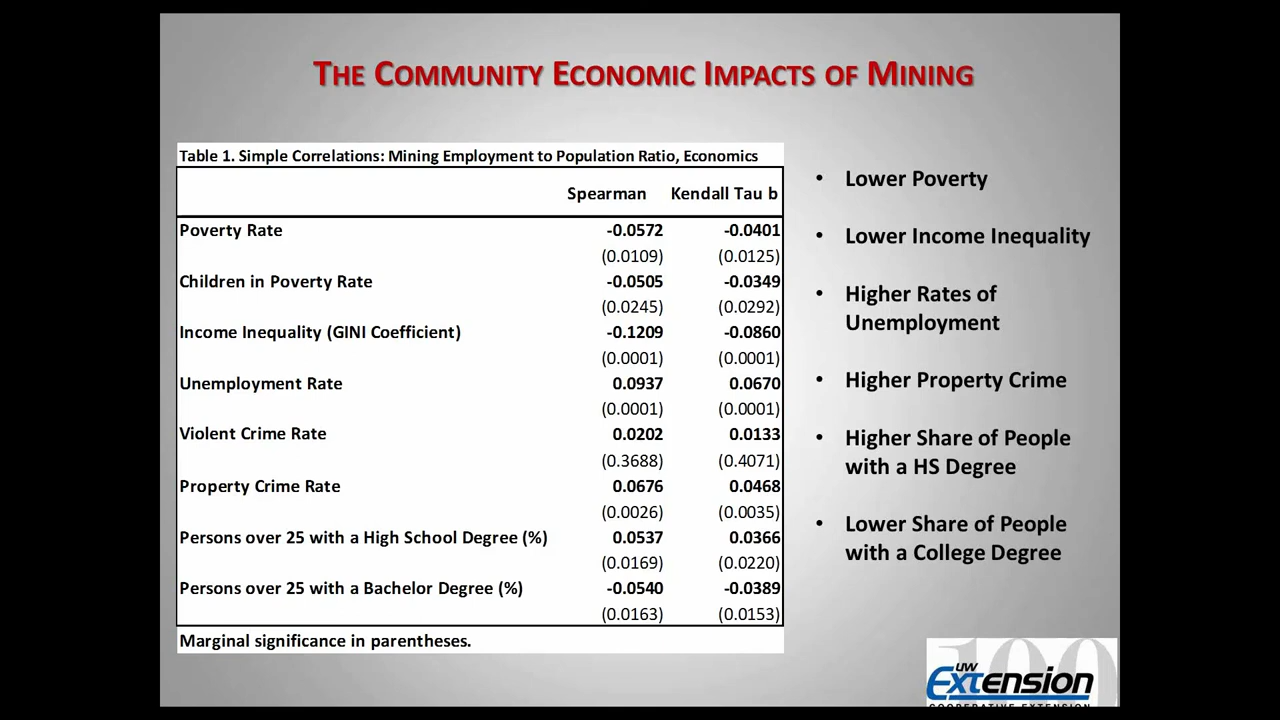 THE COMMUNITY ECONOMIC IMPACTS OF MINING
Table 1. Simple Correlations: Mining Employment to Population Ratio, Economics
Spearman Kendall Tau b
Poverty Rate -0.0572 -0.0401
(0.0109) (0.0125)
Children in Poverty Rate -0.0505 -0.0349
(0.0245) (0.0292)
Income Inequality (GINI Coefficient) -0.1209 -0.0860
(0.0001) (0.0001)
Unemployment Rate 0.0937 0.0670
(0.0001) (0.0001)
Violent Crime Rate 0.0202 0.0133
(0.3688) (0.4071)
Property Crime Rate 0.0676 0.0468
(0.0026) (0.0035)
Persons over 25 with a High School Degree (%) 0.0537 0.0366
(0.0169) (0.0220)
Persons over 25 with a Bachelor Degree (%) -0.0540 -0.0389
(0.0163) (0.0153)
Marginal significance in parentheses.
• Lower Poverty
• Lower Income Inequality
• Higher Rates of
Unemployment
• Higher Property Crime
• Higher Share of People
with a HS Degree
• Lower Share of People
with a College Degree
100
UW
Extension
COOPERATIVE EXTENSION